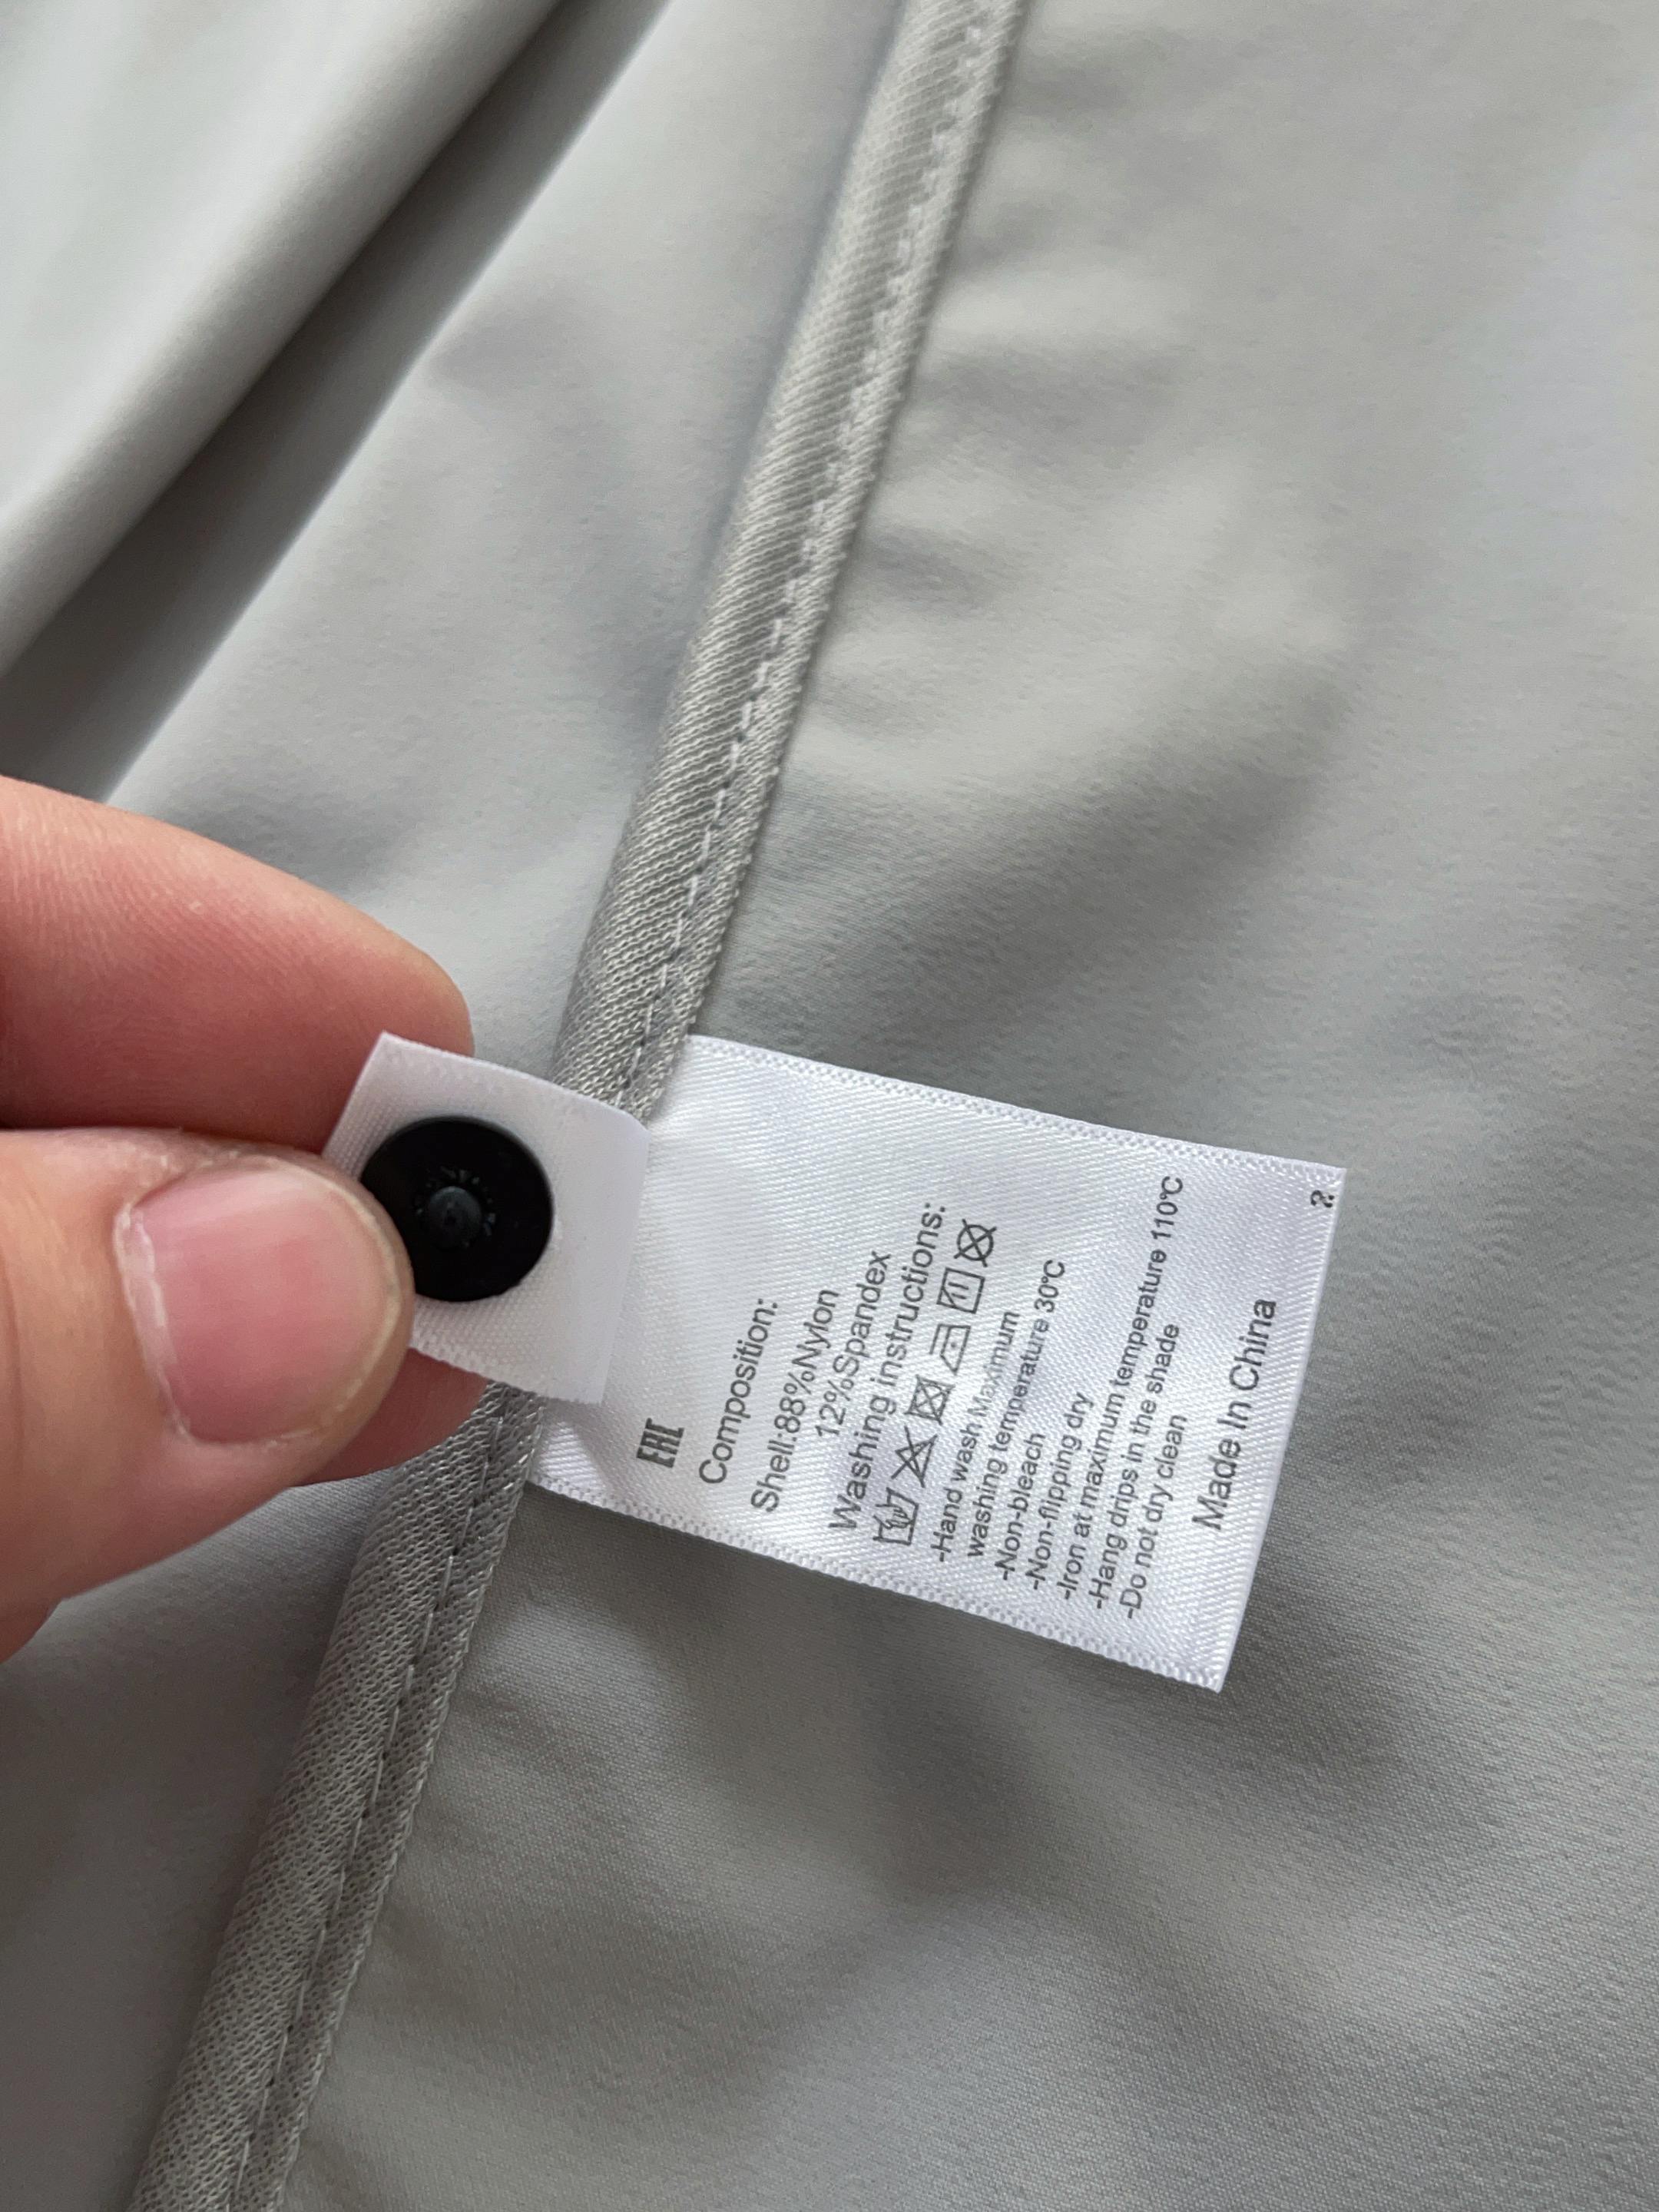 EAC
Composition:
Shell:88%Nylon
12%Spandex
Washing instructions:
-Hand wash Maximum
washing temperature 30℃
-Non-bleach
-Non-flipping dry
-Iron at maximum temperature 110℃
-Hang drips in the shade
-Do not dry clean
Made In China
2